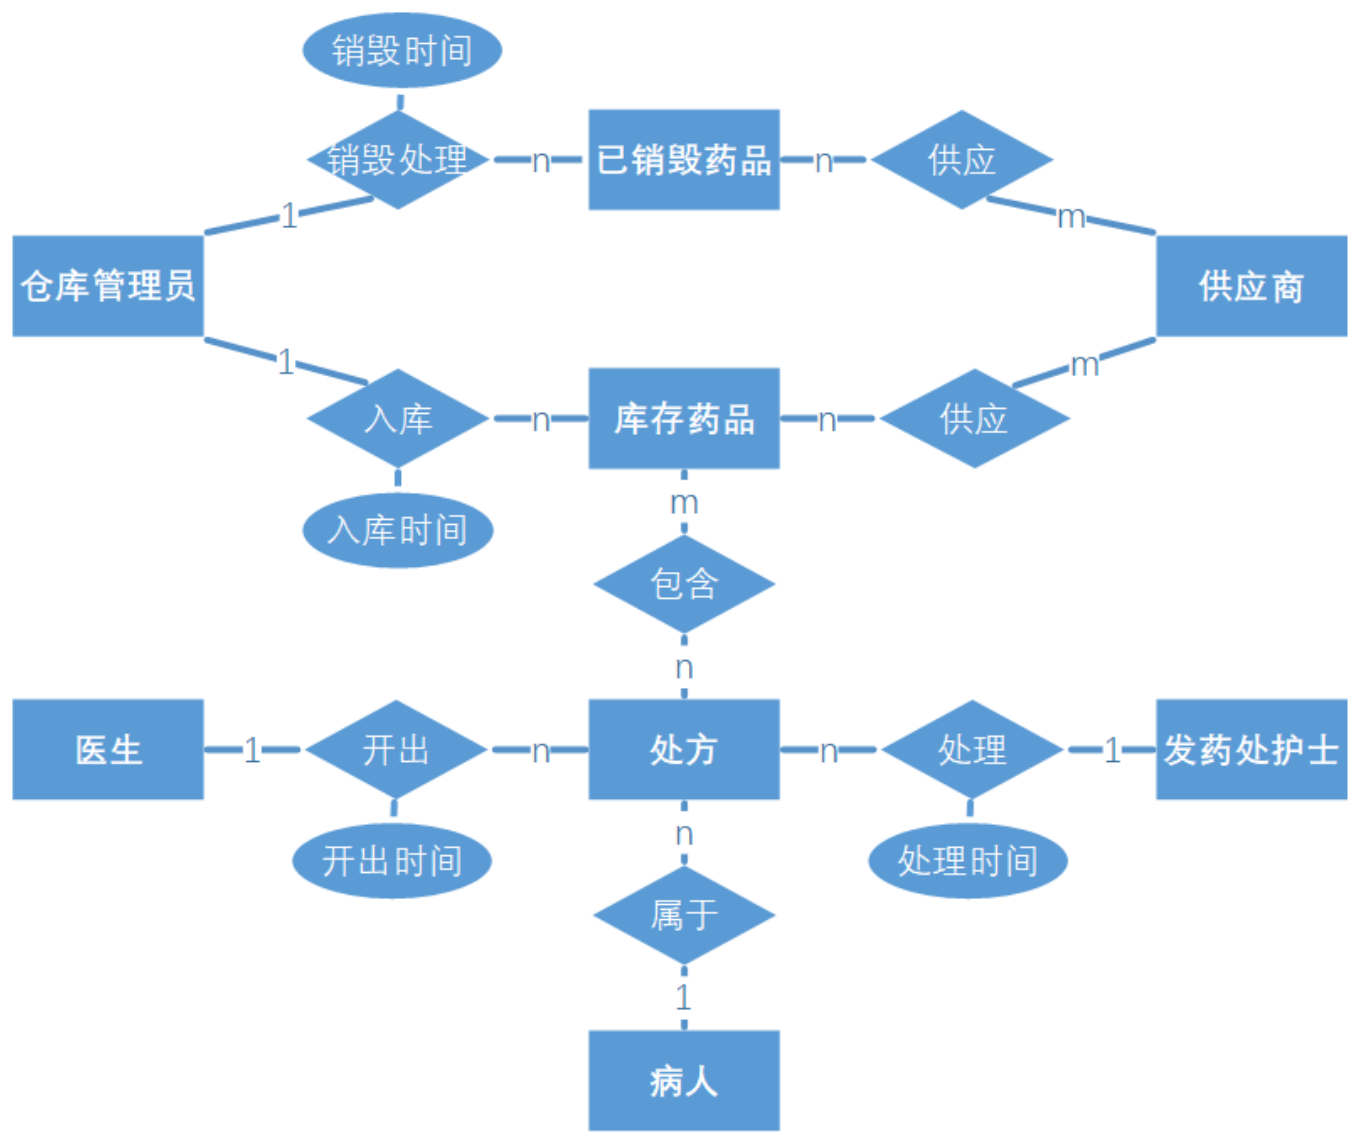 销毁时间
销毁处理
n
已销毁药品
n
供应
1
m
仓库管理员
供应商
1
m
入库
n
库存药品
n
供应
m
入库时间
包含
n
医生
1
开出
n
处方
n
处理
1
发药处护士
n
开出时间
处理时间
属于
1
病人